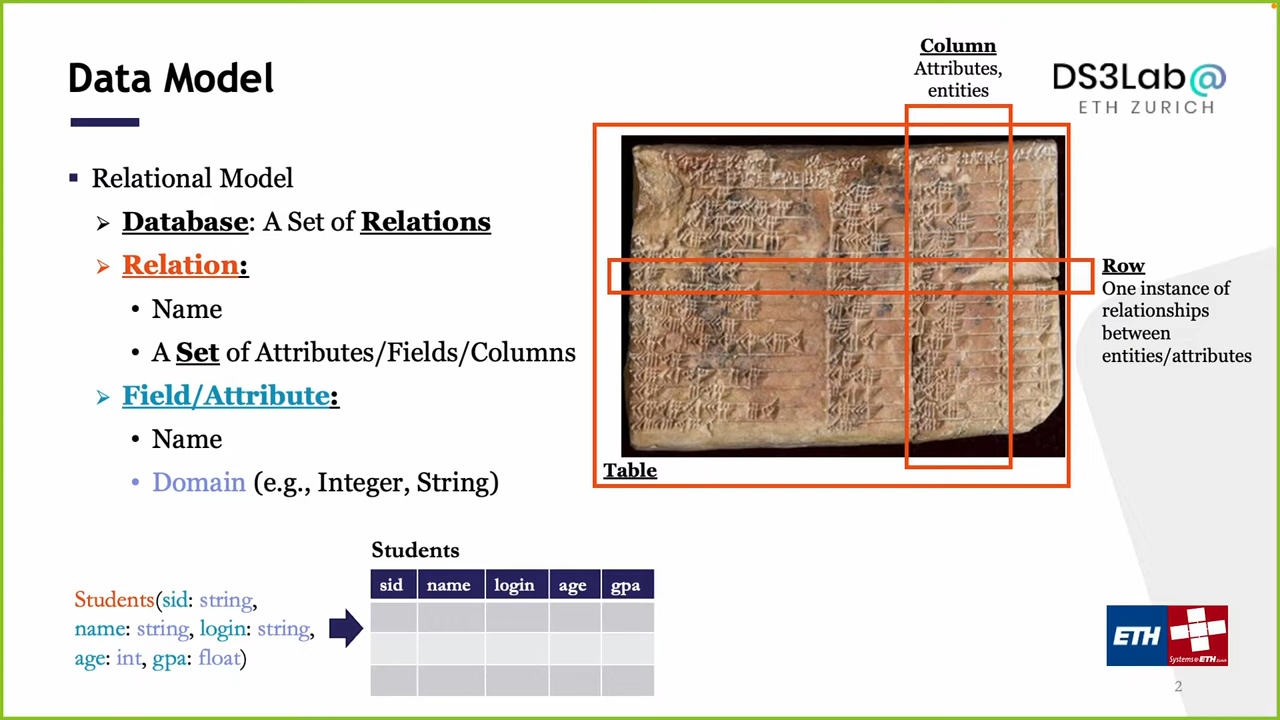 Data Model
DS3Lab@
ETH ZURICH
Relational Model
Database: A Set of Relations
Relation:
Name
A Set of Attributes/Fields/Columns
Field/Attribute:
Name
Domain (e.g., Integer, String)
Column
Attributes,
entities
Row
One instance of
relationships
between
entities/attributes
Table
Students(sid: string,
name: string, login: string,
age: int, gpa: float)
Students
sid name login age gpa
ETH
Systems@ETH Zürich
2